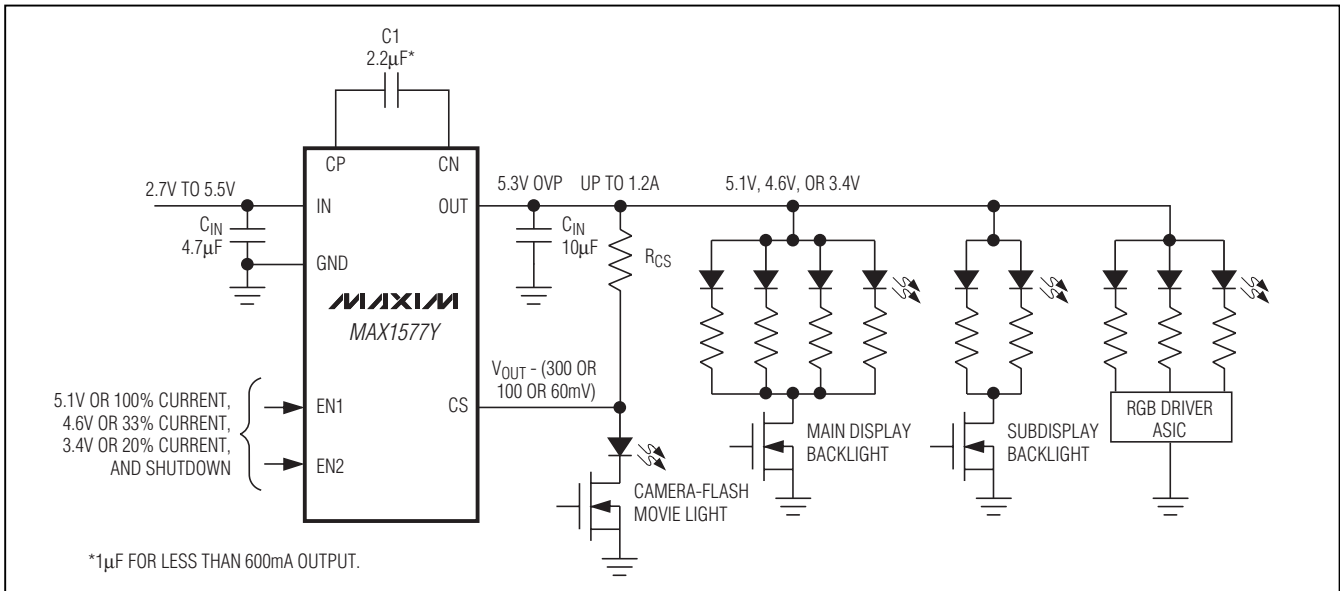 C1
2.2µF*
CP
CN
2.7V TO 5.5V
IN
OUT
5.3V OVP
UP TO 1.2A
5.1V, 4.6V, OR 3.4V
CIN
4.7µF
GND
CIN
10µF
RCS
MAXIM
MAX1577Y
VOUT - (300 OR
100 OR 60mV)
5.1V OR 100% CURRENT,
4.6V OR 33% CURRENT,
3.4V OR 20% CURRENT,
AND SHUTDOWN
EN1
EN2
CS
CAMERA-FLASH
MOVIE LIGHT
MAIN DISPLAY
BACKLIGHT
SUBDISPLAY
BACKLIGHT
RGB DRIVER
ASIC
*1µF FOR LESS THAN 600mA OUTPUT.